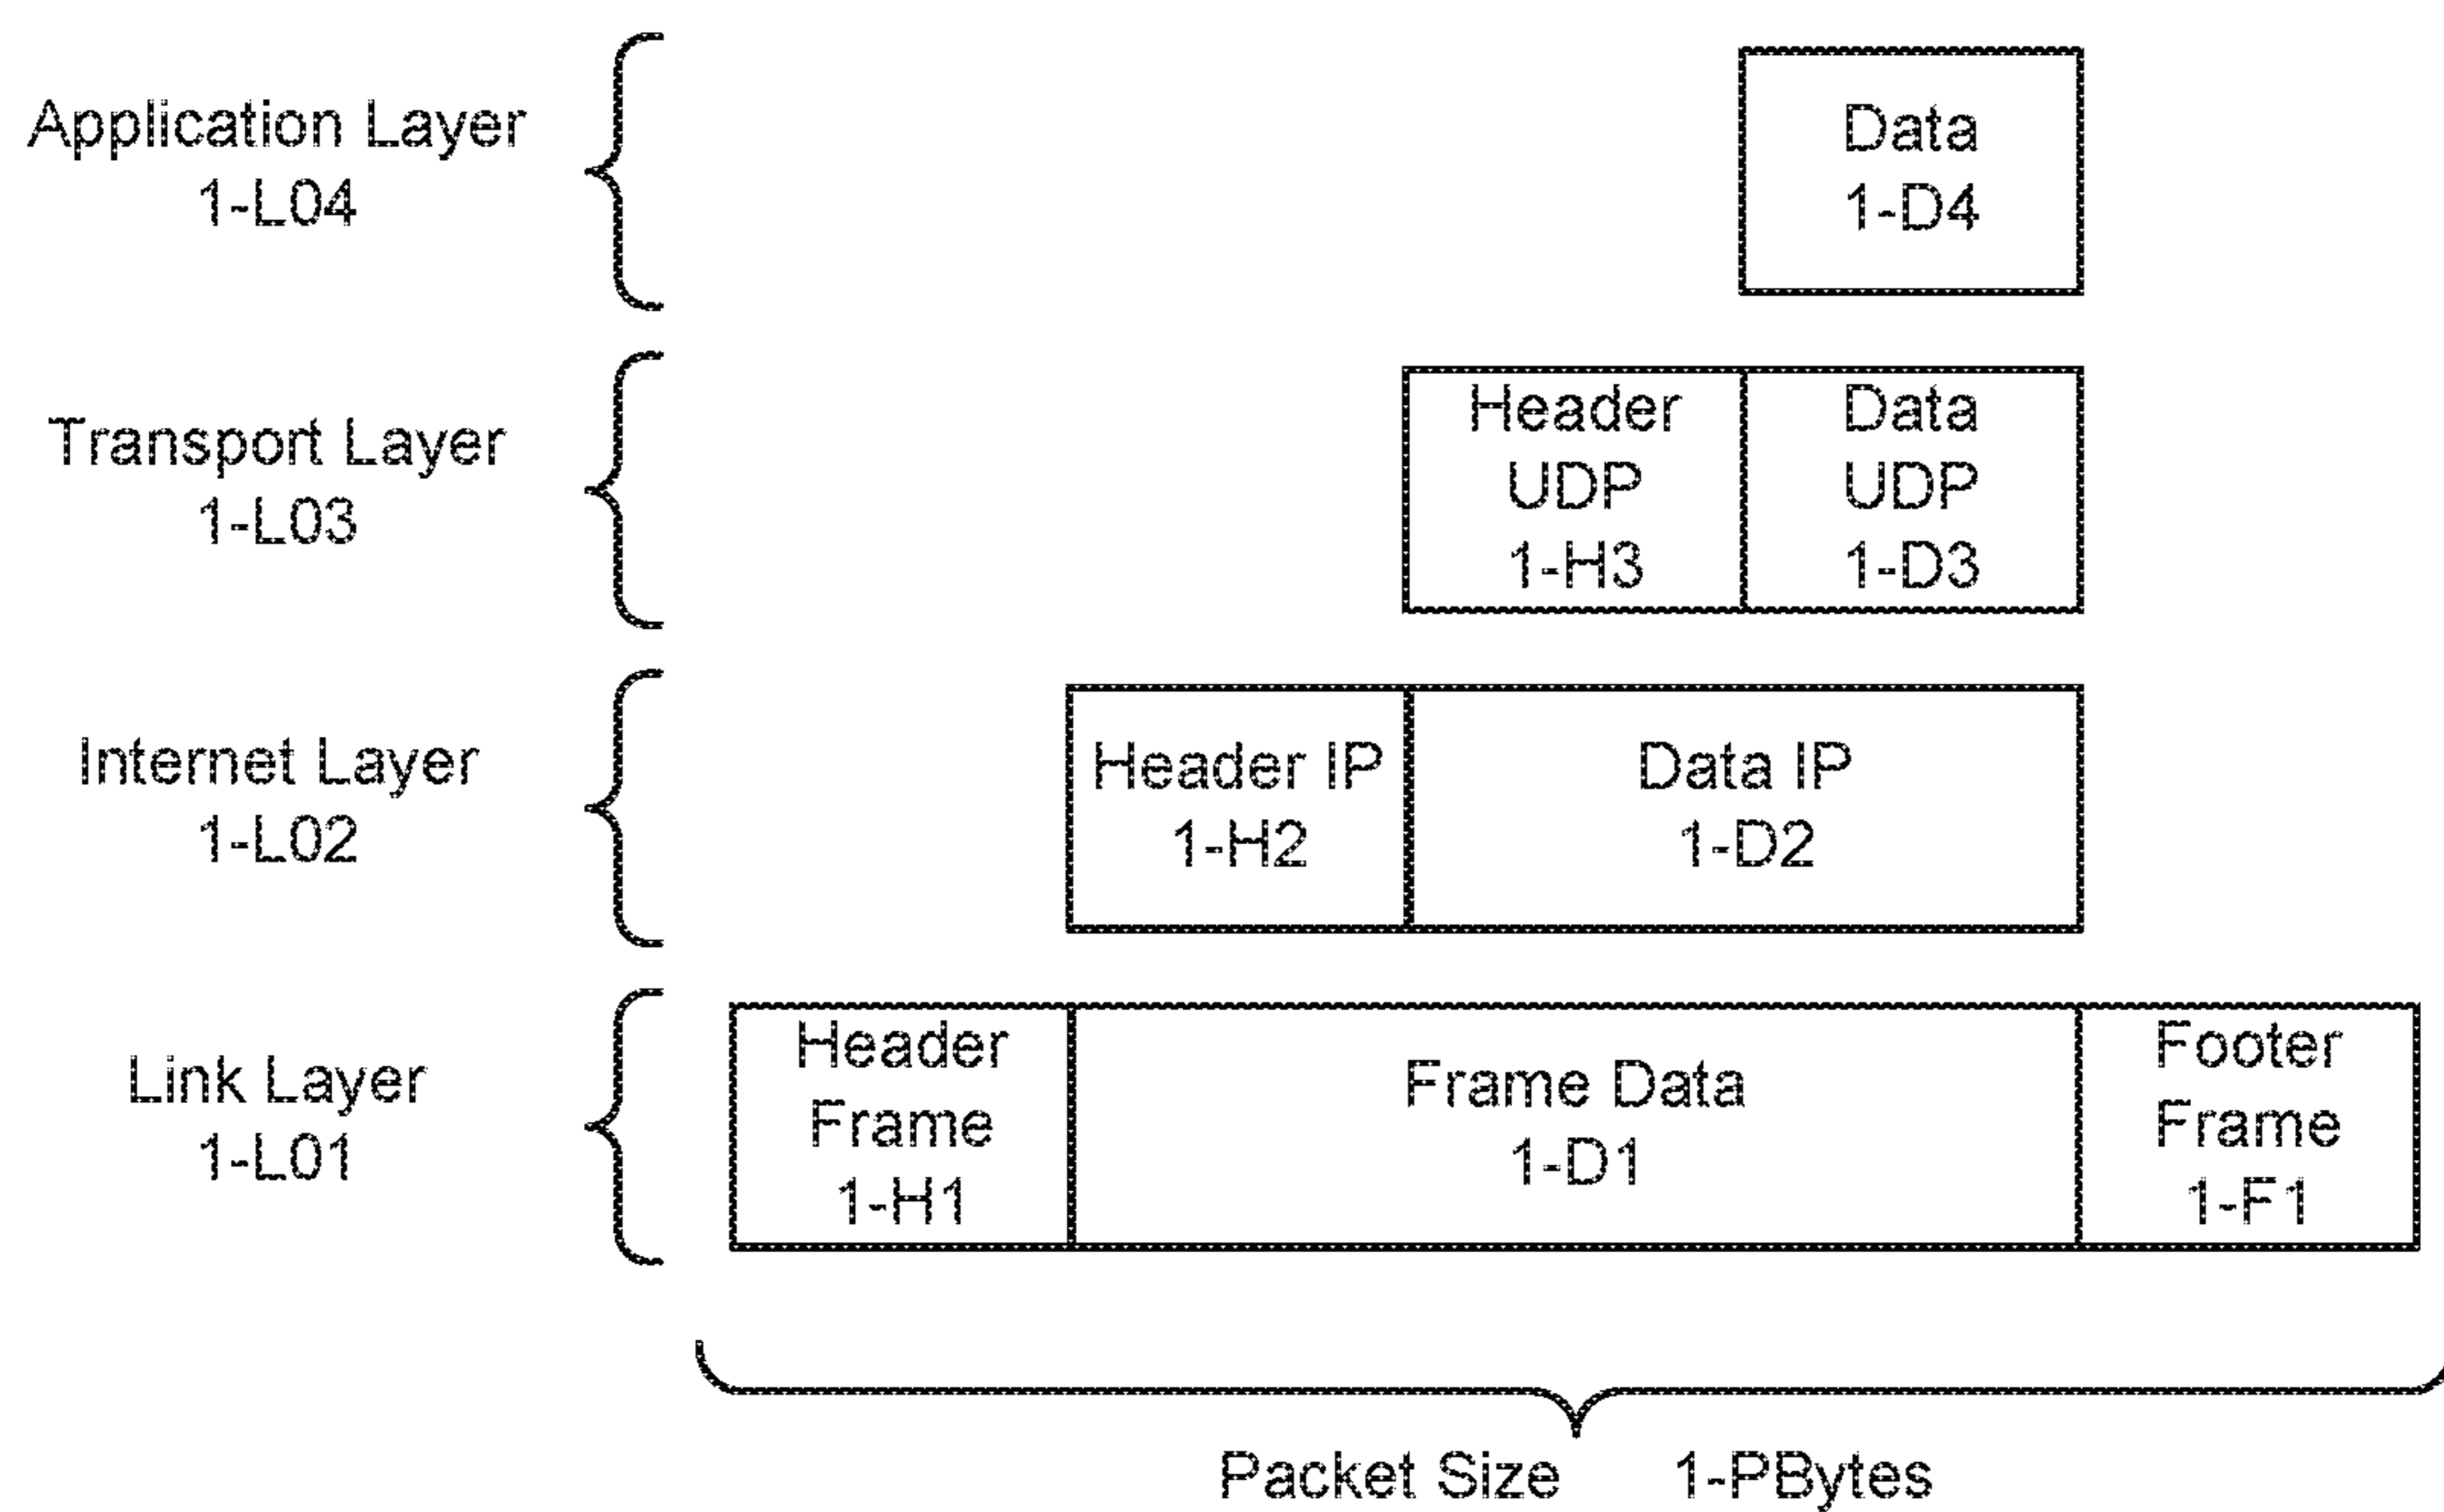 Application Layer
1-L04
Data
1-D4
Transport Layer
1-L03
Header
UDP
1-H3
Data
UDP
1-D3
Internet Layer
1-L02
Header IP
1-H2
Data IP
1-D2
Link Layer
1-L01
Header
Frame
1-H1
Frame Data
1-D1
Footer
Frame
1-F1
Packet Size 1-PBytes